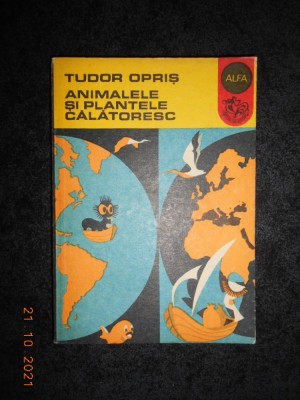 TUDOR OPRIȘ
ALFA
ANIMALELE
ȘI PLANTELE
CĂLĂTORESC
21 10 2021